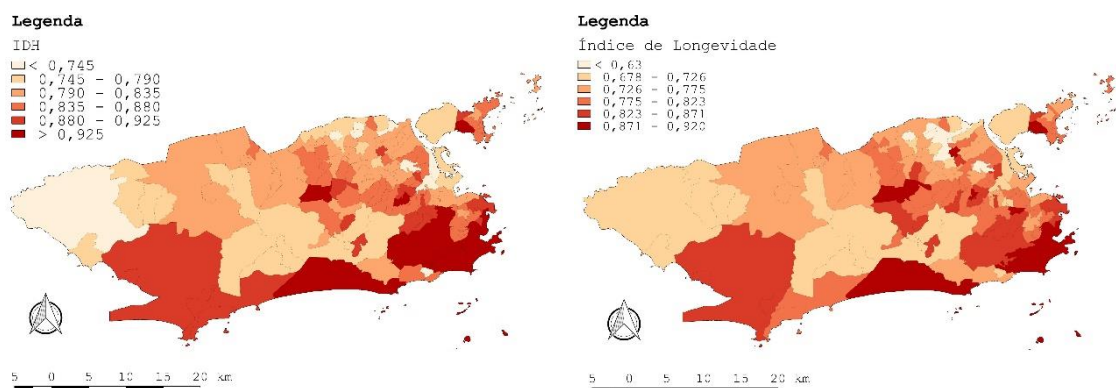 Legenda
IDH
< 0,745
0,745 - 0,790
0,790 - 0,835
0,835 - 0,880
0,880 - 0,925
> 0,925
5 0 5 10 15 20 km
Legenda
Índice de Longevidade
< 0,63
0,678 - 0,726
0,726 - 0,775
0,775 - 0,823
0,823 - 0,871
0,871 - 0,920
5 0 5 10 15 20 km